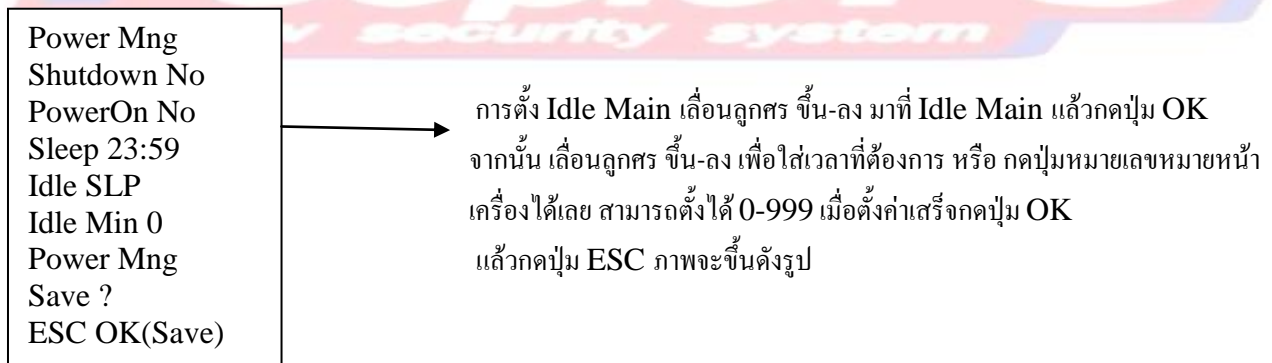 security system
Power Mng
Shutdown No
PowerOn No
Sleep 23:59
Idle SLP
Idle Min 0
Power Mng
Save ?
ESC OK(Save)
การตั้ง Idle Main เลื่อนลูกศร ขึ้น-ลง มาที่ Idle Main แล้วกดปุ่ม OK
จากนั้น เลื่อนลูกศร ขึ้น-ลง เพื่อใส่เวลาที่ต้องการ หรือ กดปุ่มหมายเลขหมายหน้า
เครื่องได้เลย สามารถตั้งได้ 0-999 เมื่อตั้งค่าเสร็จกดปุ่ม OK
แล้วกดปุ่ม ESC ภาพจะขึ้นดังรูป